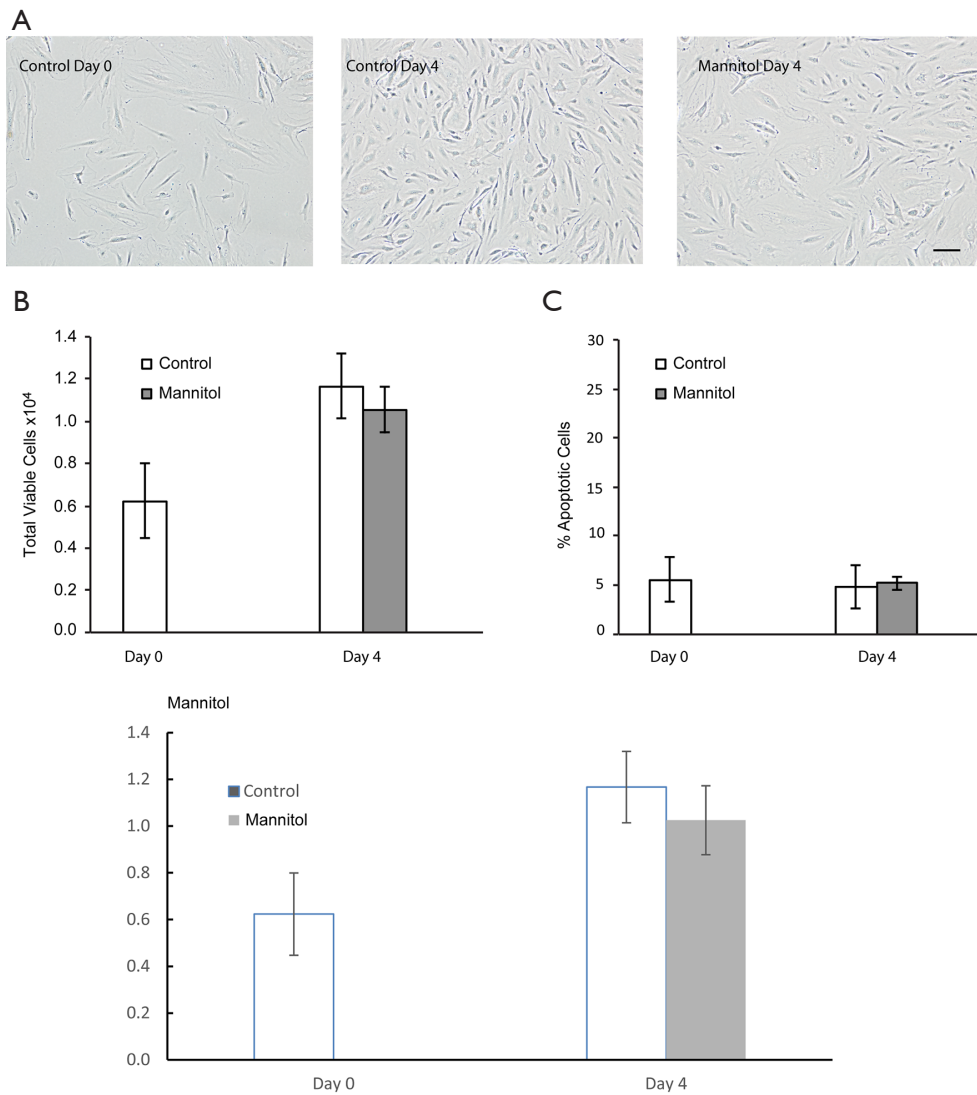 A
Control Day 0
Control Day 4
Mannitol Day 4
B
C
Total Viable Cells x10⁴
1.4
1.2
1.0
0.8
0.6
0.4
0.2
0.0
Control
Mannitol
Day 0
Day 4
% Apoptotic Cells
30
25
20
15
10
5
0
Control
Mannitol
Day 0
Day 4
Mannitol
1.4
1.2
1.0
0.8
0.6
0.4
0.2
0.0
Control
Mannitol
Day 0
Day 4